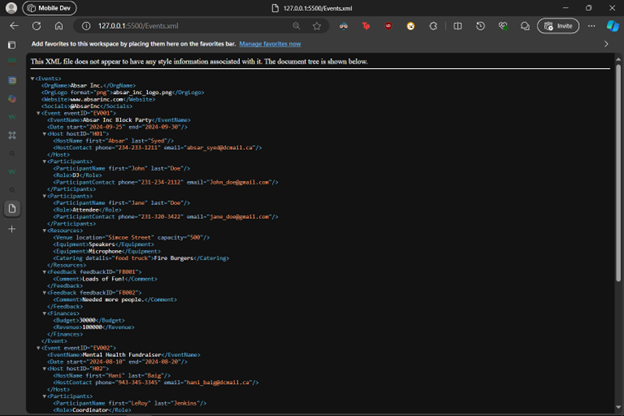 Mobile Dev
127.0.0.1:5500/Events.xml
127.0.0.1:5500/Events.xml
Invite
Add favorites to this workspace by placing them here on the favorites bar. Manage favorites now
This XML file does not appear to have any style information associated with it. The document tree is shown below.
▼<Events>
<OrgName>Absar Inc.</OrgName>
<OrgLogo format="png">absar_inc_logo.png</OrgLogo>
<Website>www.absarinc.com</Website>
<Socials>@AbsarInc</Socials>
▼<Event eventID="EV001">
<EventName>Absar Inc Block Party</EventName>
<Date start="2024-09-25" end="2024-09-30"/>
▼<Host hostID="H01">
<HostName first="Absar" last="Syed"/>
<HostContact phone="234-233-1211" email="absar_syed@dcmail.ca"/>
</Host>
▼<Participants>
<ParticipantName first="John" last="Doe"/>
<Role>DJ</Role>
<ParticipantContact phone="231-234-2112" email="John_doe@gmail.com"/>
</Participants>
▼<Participants>
<ParticipantName first="Jane" last="Doe"/>
<Role>Attendee</Role>
<ParticipantContact phone="231-320-3422" email="jane_doe@gmail.com"/>
</Participants>
▼<Resources>
<Venue location="Simcoe Street" capacity="500"/>
<Equipment>Speakers</Equipment>
<Equipment>Microphone</Equipment>
<Catering details="food truck">Fire Burgers</Catering>
</Resources>
▼<Feedback feedbackID="FB001">
<Comment>Loads of Fun!</Comment>
</Feedback>
▼<Feedback feedbackID="FB002">
<Comment>Needed more people.</Comment>
</Feedback>
▼<Finances>
<Budget>30000</Budget>
<Revenue>100000</Revenue>
</Finances>
</Event>
▼<Event eventID="EV002">
<EventName>Mental Health Fundraiser</EventName>
<Date start="2024-08-10" end="2024-08-20"/>
▼<Host hostID="H02">
<HostName first="Hani" last="Baig"/>
<HostContact phone="943-345-3345" email="hani_baig@dcmail.ca"/>
</Host>
▼<Participants>
<ParticipantName first="LeRoy" last="Jenkins"/>
<Role>Coordinator</Role>